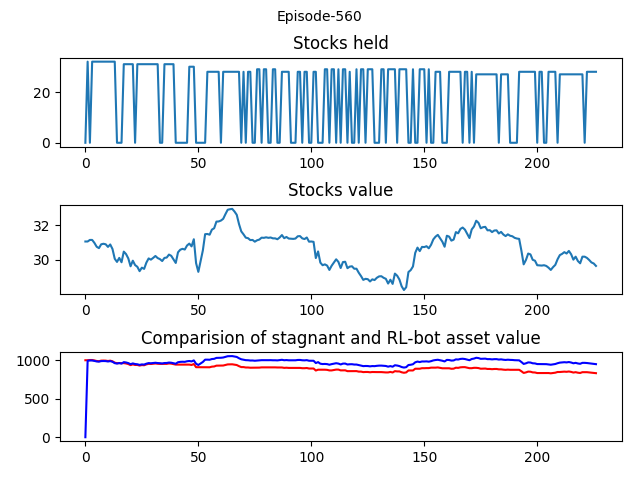 Episode-560
Stocks held
20
0
0 50 100 150 200
Stocks value
32
30
0 50 100 150 200
Comparision of stagnant and RL-bot asset value
1000
500
0
0 50 100 150 200